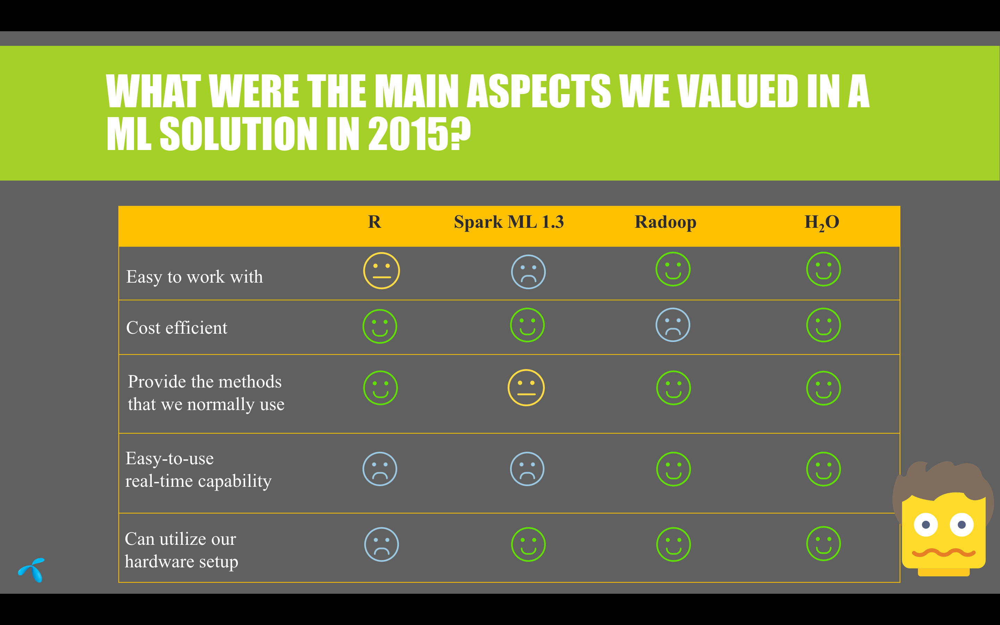 WHAT WERE THE MAIN ASPECTS WE VALUED IN A
ML SOLUTION IN 2015?
R Spark ML 1.3 Radoop H₂O
Easy to work with
Cost efficient
Provide the methods
that we normally use
Easy-to-use
real-time capability
Can utilize our
hardware setup